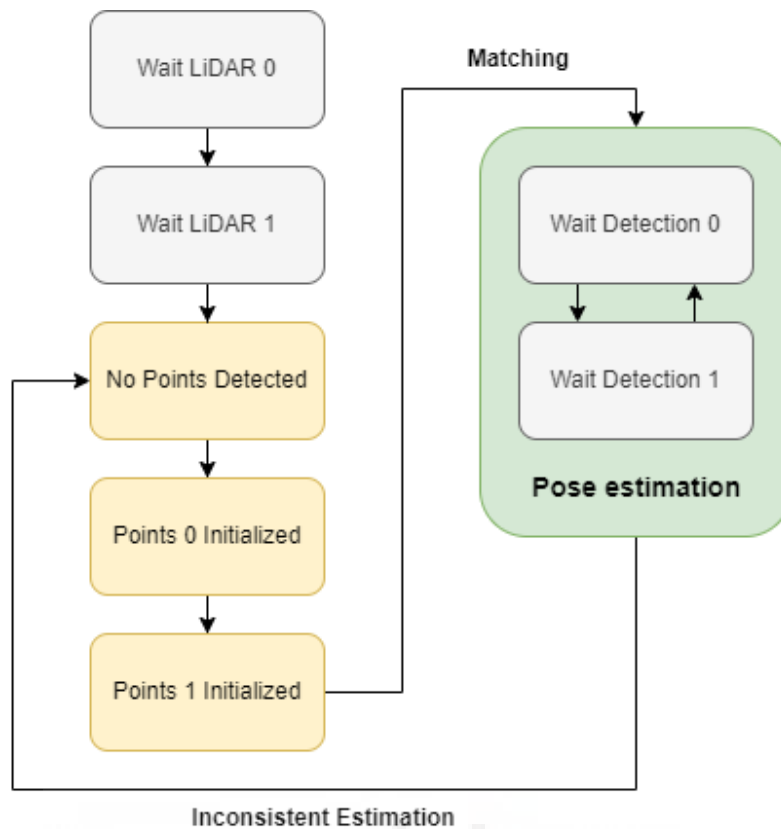 Wait LiDAR 0
Wait LiDAR 1
No Points Detected
Points 0 Initialized
Points 1 Initialized
Matching
Wait Detection 0
Wait Detection 1
Pose estimation
Inconsistent Estimation